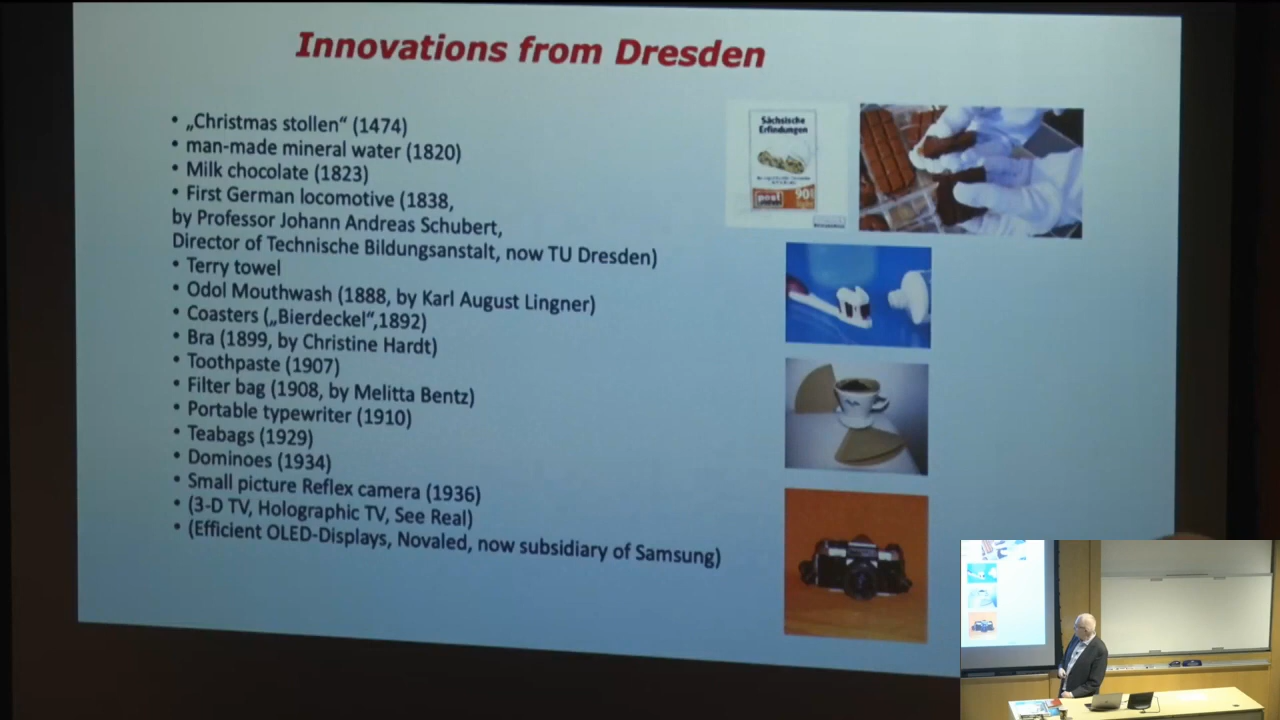 Innovations from Dresden
• „Christmas stollen“ (1474)
• man-made mineral water (1820)
• Milk chocolate (1823)
• First German locomotive (1838,
by Professor Johann Andreas Schubert,
Director of Technische Bildungsanstalt, now TU Dresden)
• Terry towel
• Odol Mouthwash (1888, by Karl August Lingner)
• Coasters („Bierdeckel“,1892)
• Bra (1899, by Christine Hardt)
• Toothpaste (1907)
• Filter bag (1908, by Melitta Bentz)
• Portable typewriter (1910)
• Teabags (1929)
• Dominoes (1934)
• Small picture Reflex camera (1936)
• (3-D TV, Holographic TV, See Real)
• (Efficient OLED-Displays, Novaled, now subsidiary of Samsung)
Sächsische
Erfindungen
post
90